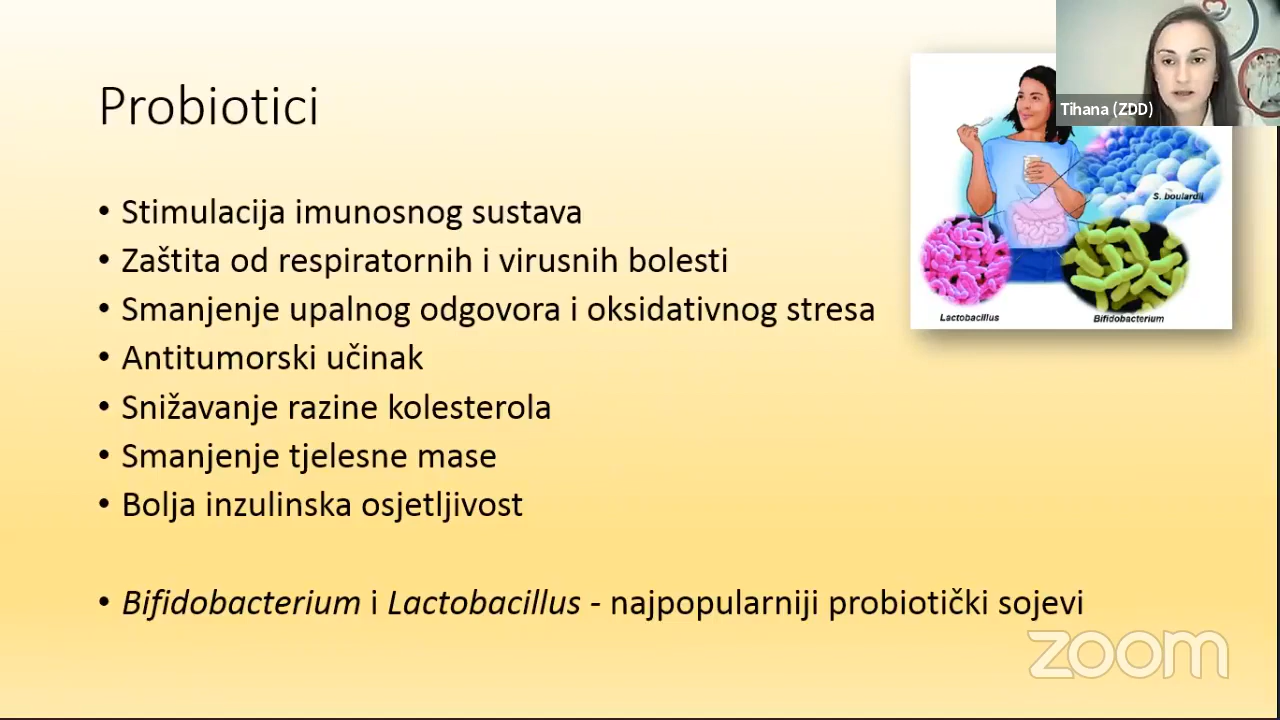 Probiotici
• Stimulacija imunosnog sustava
• Zaštita od respiratornih i virusnih bolesti
• Smanjenje upalnog odgovora i oksidativnog stresa
• Antitumorski učinak
• Snižavanje razine kolesterola
• Smanjenje tjelesne mase
• Bolja inzulinska osjetljivost
• Bifidobacterium i Lactobacillus - najpopularniji probiotički sojevi
Tihana (ZDD)
S. boulardii
Lactobacillus
Bifidobacterium
zoom